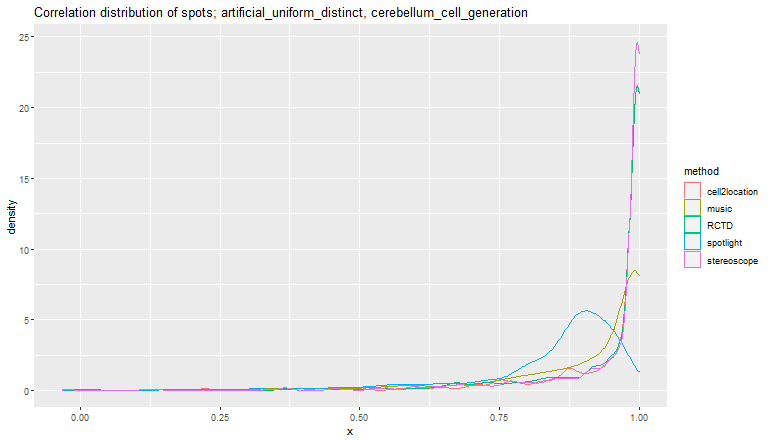 Correlation distribution of spots; artificial_uniform_distinct, cerebellum_cell_generation
25
20
15
10
5
0
density
0.00 0.25 0.50 0.75 1.00
x
method
cell2location
music
RCTD
spotlight
stereoscope